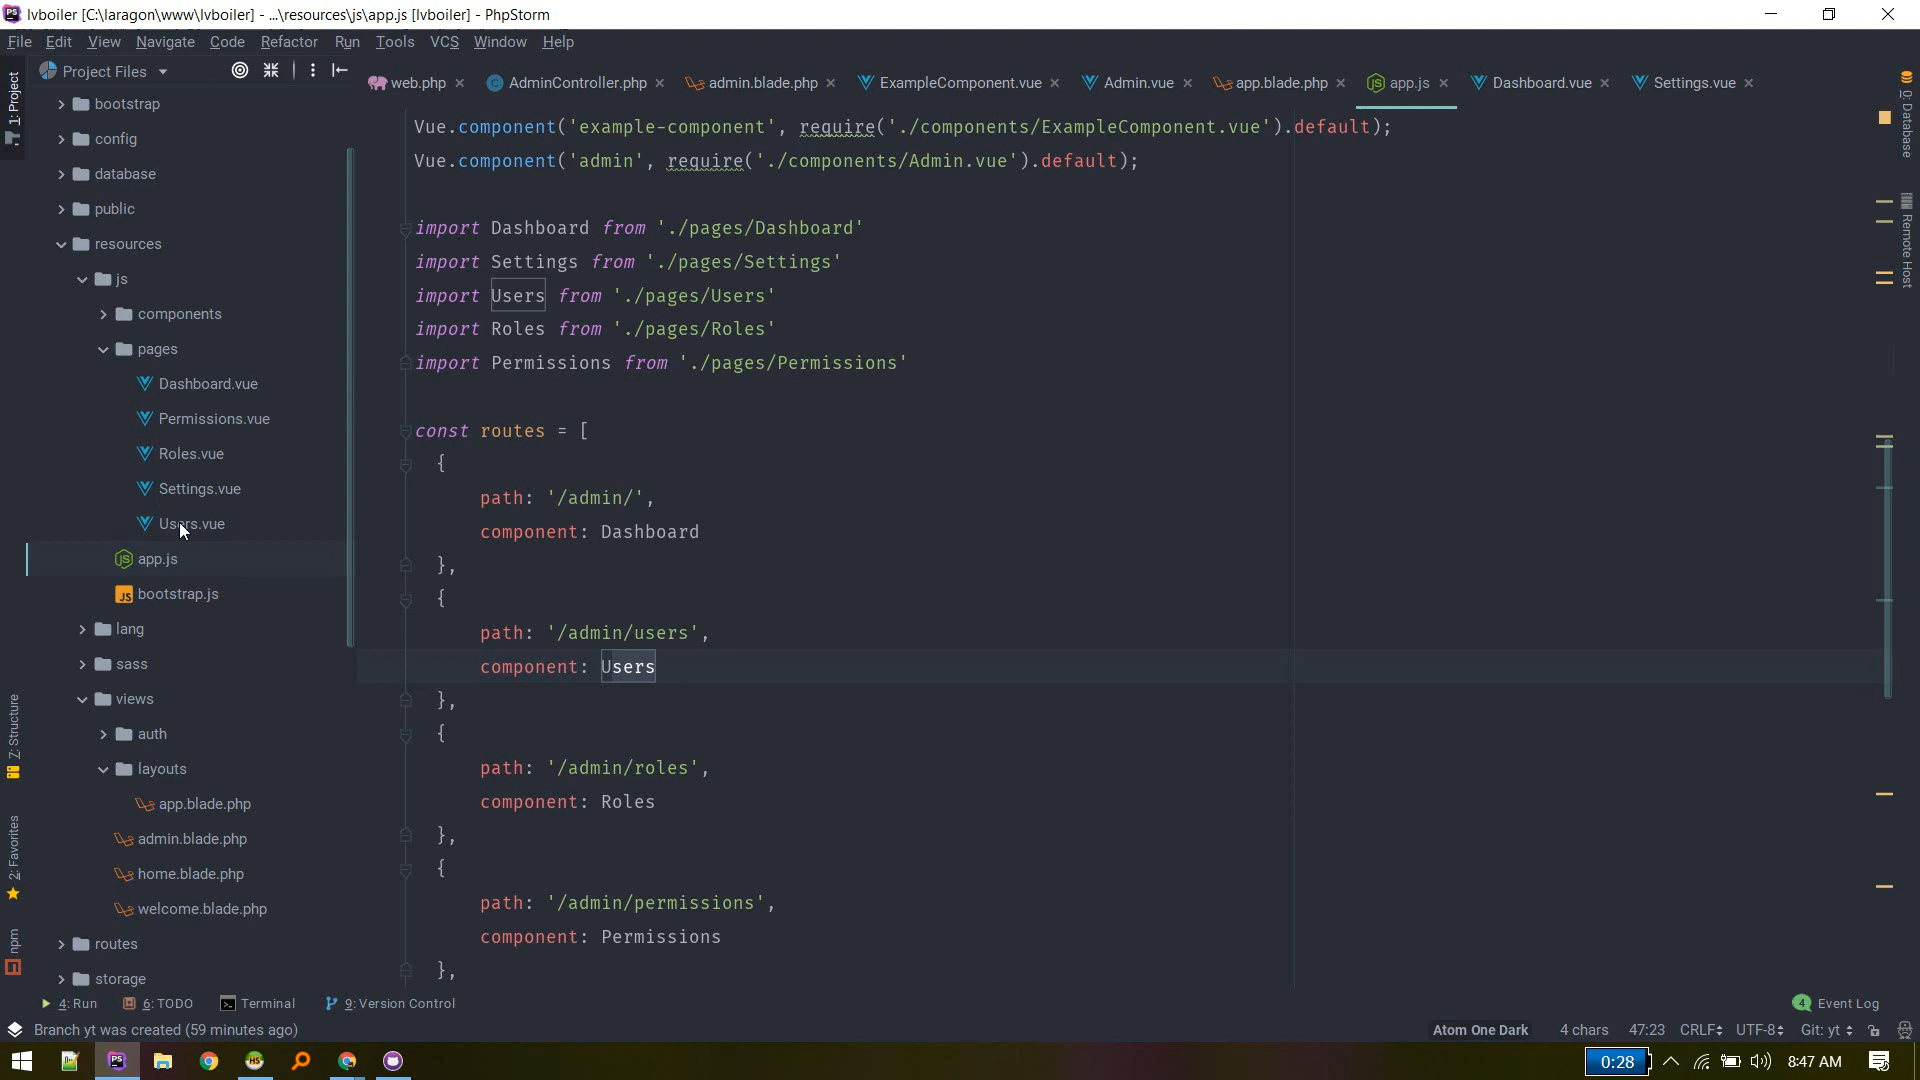 lvboiler [C:\laragon\www\lvboiler] - ...\resources\js\app.js [lvboiler] - PhpStorm
File Edit View Navigate Code Refactor Run Tools VCS Window Help
Project Files
web.php AdminController.php admin.blade.php ExampleComponent.vue Admin.vue app.blade.php app.js Dashboard.vue Settings.vue
1: Project
bootstrap
config
database
public
resources
js
components
pages
Dashboard.vue
Permissions.vue
Roles.vue
Settings.vue
Users.vue
app.js
bootstrap.js
lang
sass
views
auth
layouts
app.blade.php
admin.blade.php
home.blade.php
welcome.blade.php
routes
storage
Z: Structure
2: Favorites
npm
Vue.component('example-component', require('./components/ExampleComponent.vue').default);
Vue.component('admin', require('./components/Admin.vue').default);
import Dashboard from './pages/Dashboard'
import Settings from './pages/Settings'
import Users from './pages/Users'
import Roles from './pages/Roles'
import Permissions from './pages/Permissions'
const routes = [
{
path: '/admin/',
component: Dashboard
},
{
path: '/admin/users',
component: Users
},
{
path: '/admin/roles',
component: Roles
},
{
path: '/admin/permissions',
component: Permissions
},
0: Database
Remote Host
4: Run 6: TODO Terminal 9: Version Control 4 Event Log
Branch yt was created (59 minutes ago) Atom One Dark 4 chars 47:23 CRLF UTF-8 Git: yt
0:28 8:47 AM